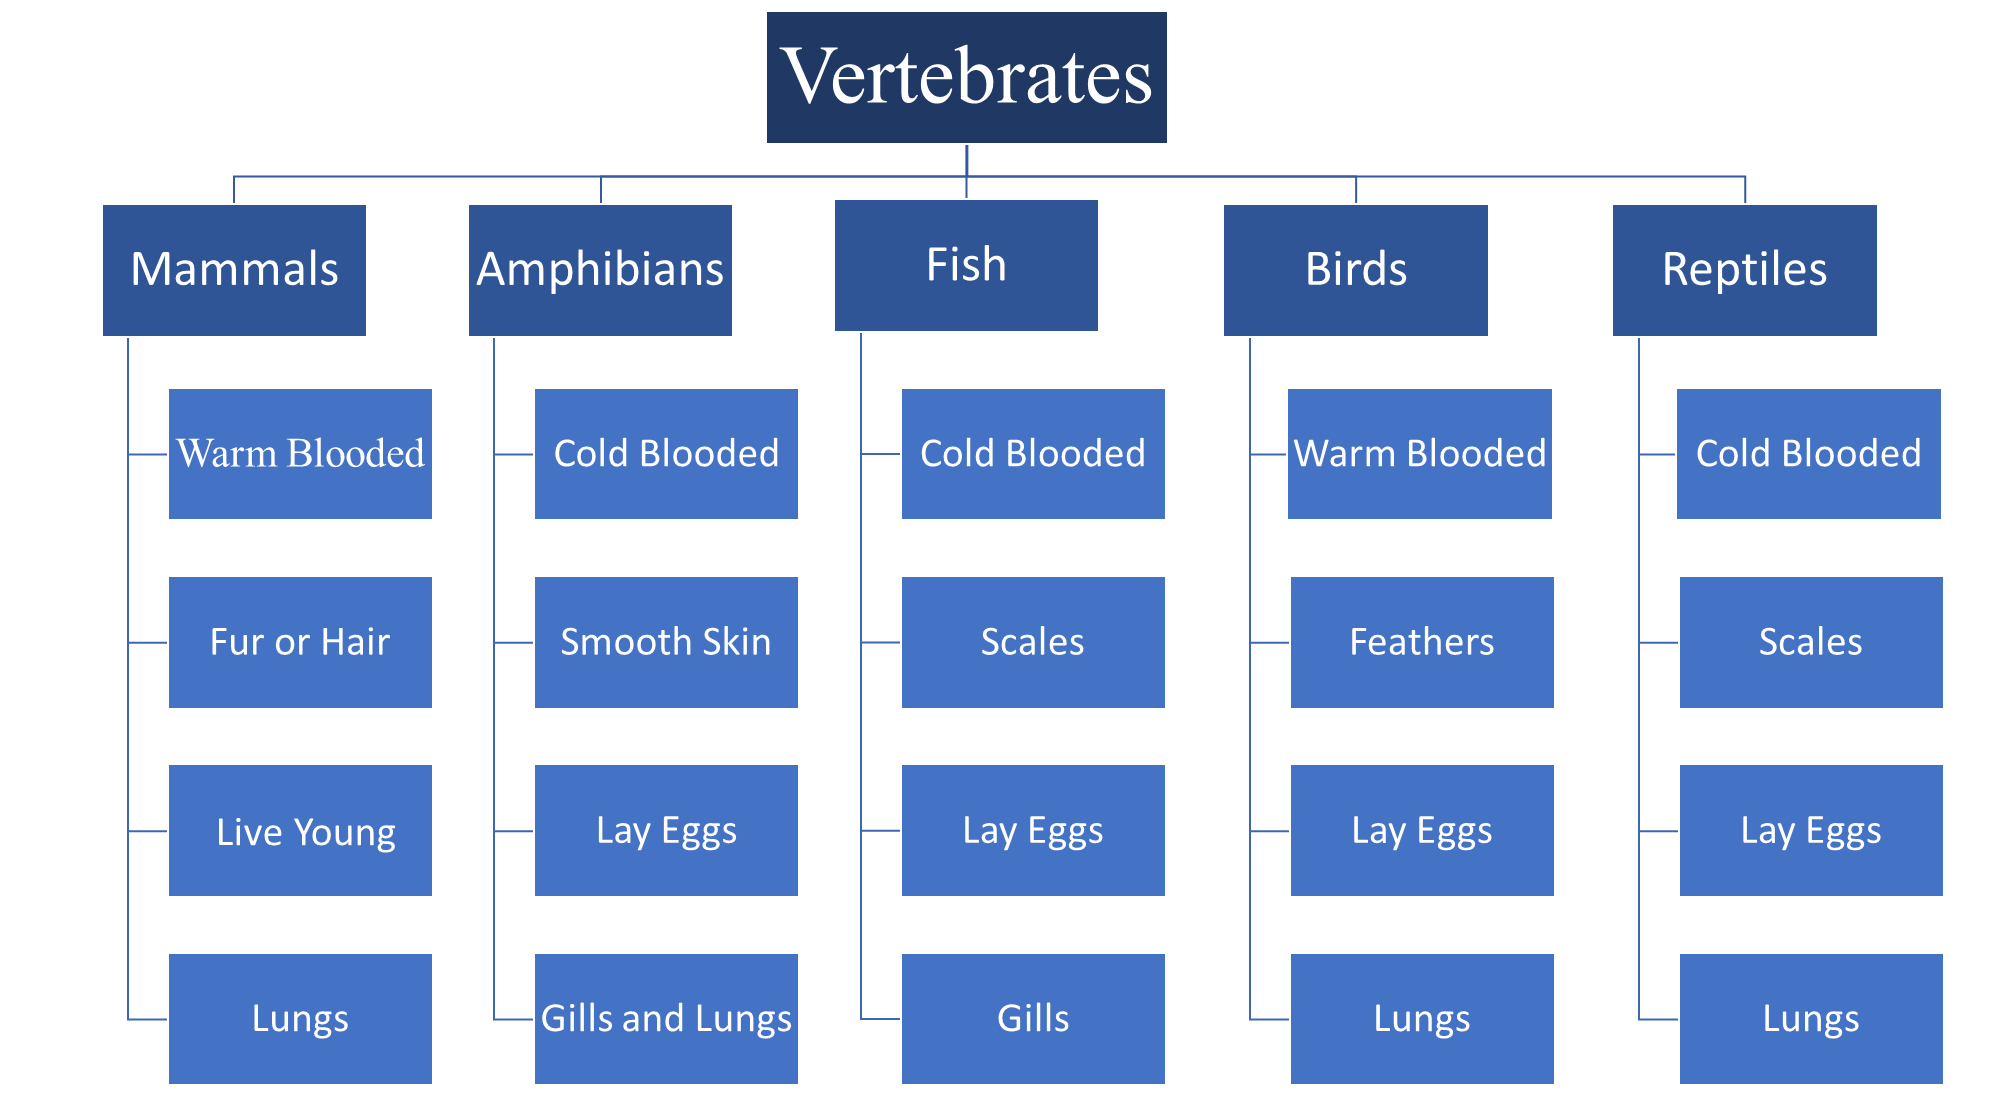 Vertebrates
Mammals
Amphibians
Fish
Birds
Reptiles
Warm Blooded
Cold Blooded
Cold Blooded
Warm Blooded
Cold Blooded
Fur or Hair
Smooth Skin
Scales
Feathers
Scales
Live Young
Lay Eggs
Lay Eggs
Lay Eggs
Lay Eggs
Lungs
Gills and Lungs
Gills
Lungs
Lungs